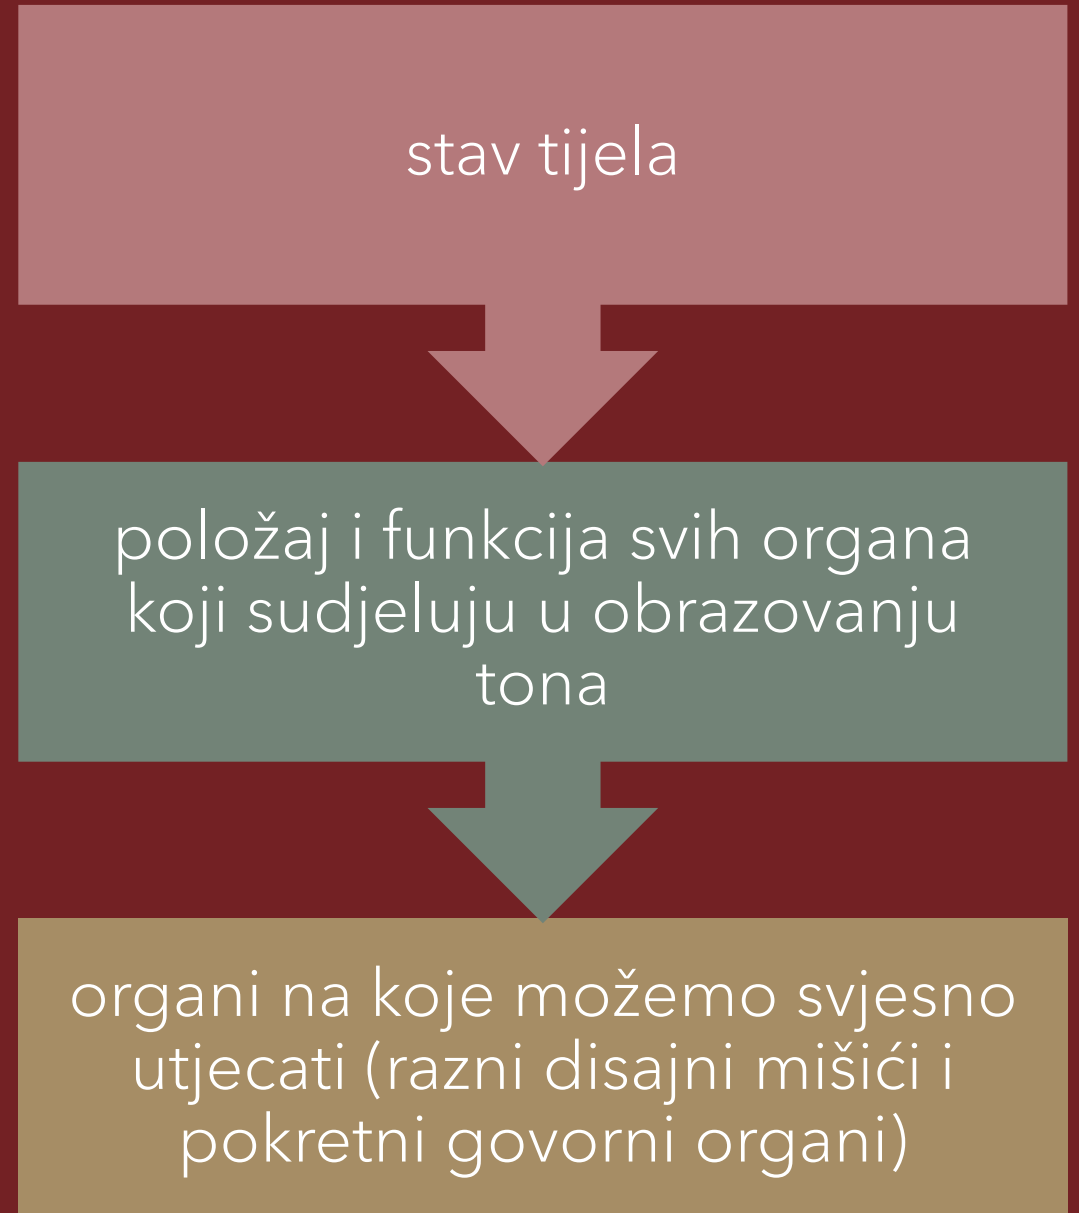 stav tijela
položaj i funkcija svih organa
koji sudjeluju u obrazovanju
tona
organi na koje možemo svjesno
utjecati (razni disajni mišići i
pokretni govorni organi)